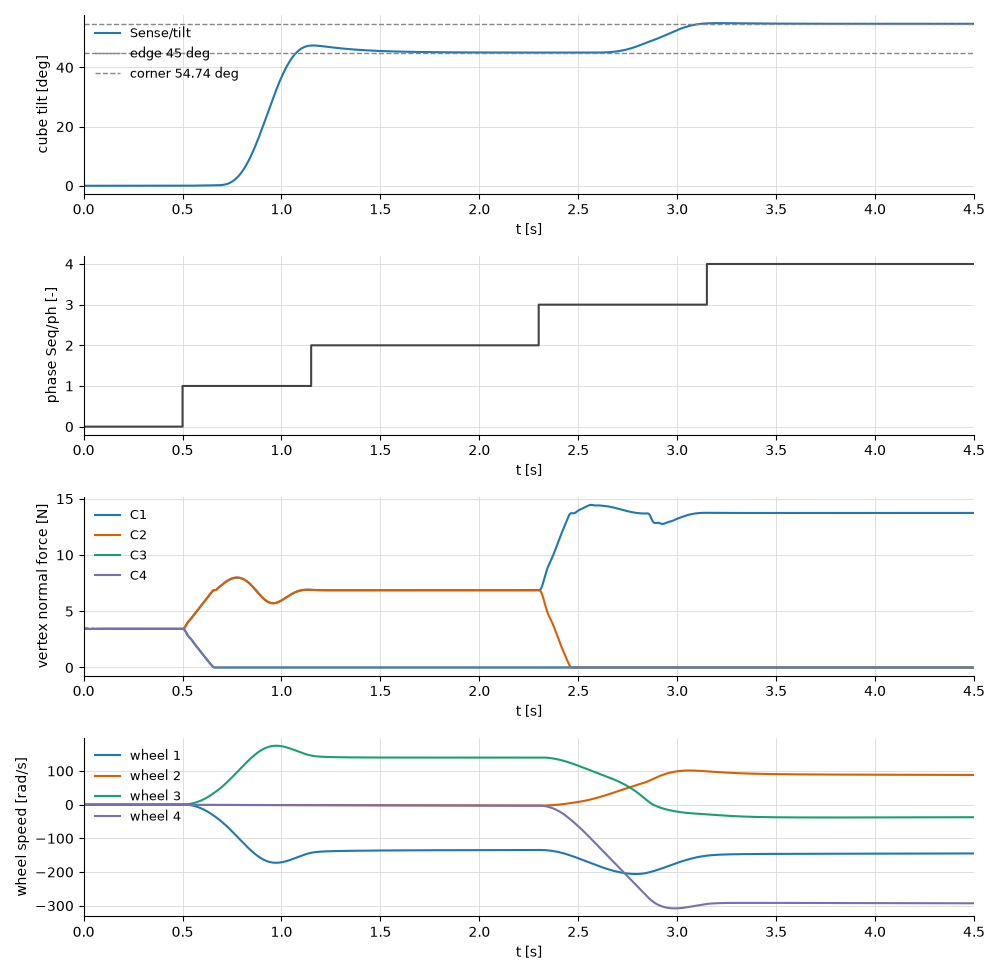 cube tilt [deg]
40
20
0
Sense/tilt
edge 45 deg
corner 54.74 deg
0.0 0.5 1.0 1.5 2.0 2.5 3.0 3.5 4.0 4.5
t [s]
phase Seq/ph [-]
4
3
2
1
0
0.0 0.5 1.0 1.5 2.0 2.5 3.0 3.5 4.0 4.5
t [s]
vertex normal force [N]
15
10
5
0
C1
C2
C3
C4
0.0 0.5 1.0 1.5 2.0 2.5 3.0 3.5 4.0 4.5
t [s]
wheel speed [rad/s]
100
0
−100
−200
−300
wheel 1
wheel 2
wheel 3
wheel 4
0.0 0.5 1.0 1.5 2.0 2.5 3.0 3.5 4.0 4.5
t [s]